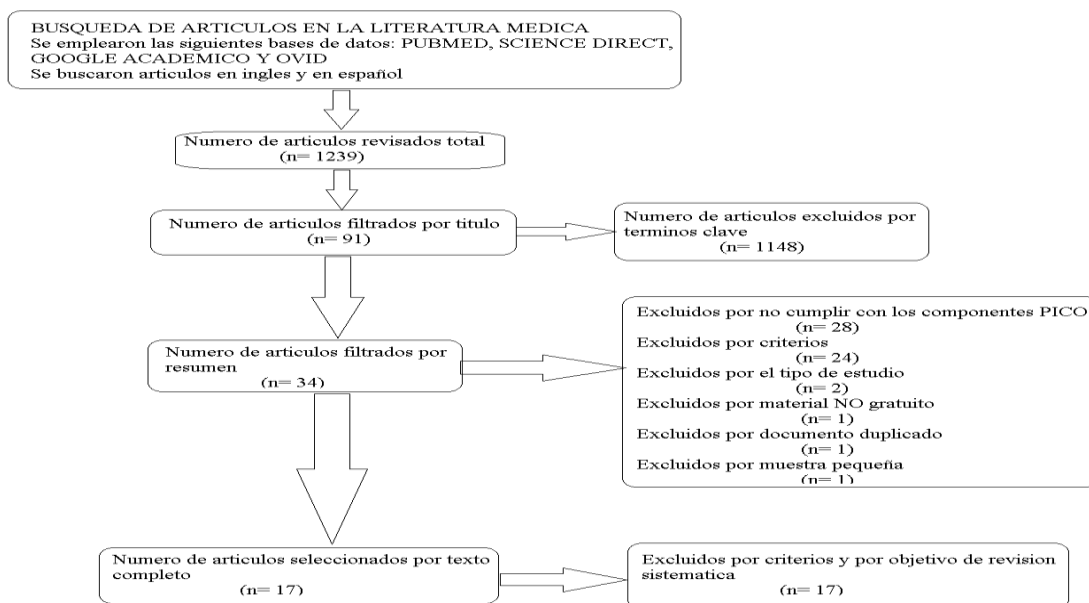 BUSQUEDA DE ARTICULOS EN LA LITERATURA MEDICA
Se emplearon las siguientes bases de datos: PUBMED, SCIENCE DIRECT,
GOOGLE ACADEMICO Y OVID
Se buscaron articulos en ingles y en español
Numero de articulos revisados total
(n= 1239)
Numero de articulos filtrados por titulo
(n= 91)
Numero de articulos excluidos por
terminos clave
(n= 1148)
Numero de articulos filtrados por
resumen
(n= 34)
Excluidos por no cumplir con los componentes PICO
(n= 28)
Excluidos por criterios
(n= 24)
Excluidos por el tipo de estudio
(n= 2)
Excluidos por material NO gratuito
(n= 1)
Excluidos por documento duplicado
(n= 1)
Excluidos por muestra pequeña
(n= 1)
Numero de articulos seleccionados por texto
completo
(n= 17)
Excluidos por criterios y por objetivo de revision
sistematica
(n= 17)